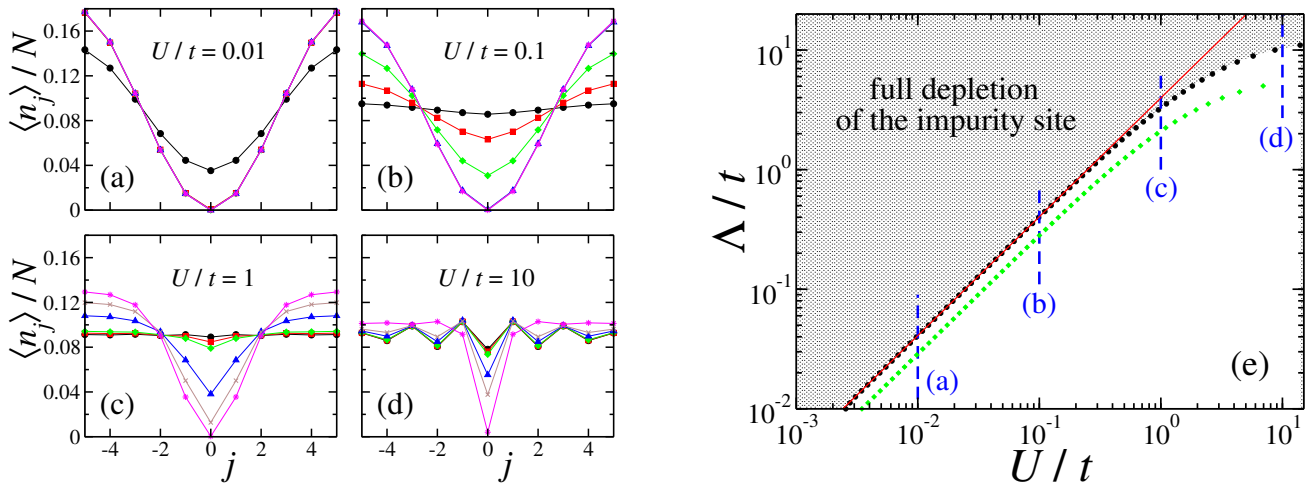 ⟨n_j⟩ / N
0.16
0.12
0.08
0.04
0
U / t = 0.01
(a)
U / t = 0.1
(b)
⟨n_j⟩ / N
0.16
0.12
0.08
0.04
0
U / t = 1
(c)
-4 -2 0 2 4
j
U / t = 10
(d)
-4 -2 0 2 4
j
Λ / t
10^1
10^0
10^-1
10^-2
full depletion
of the impurity site
(a)
(b)
(c)
(d)
(e)
10^-3 10^-2 10^-1 10^0 10^1
U / t